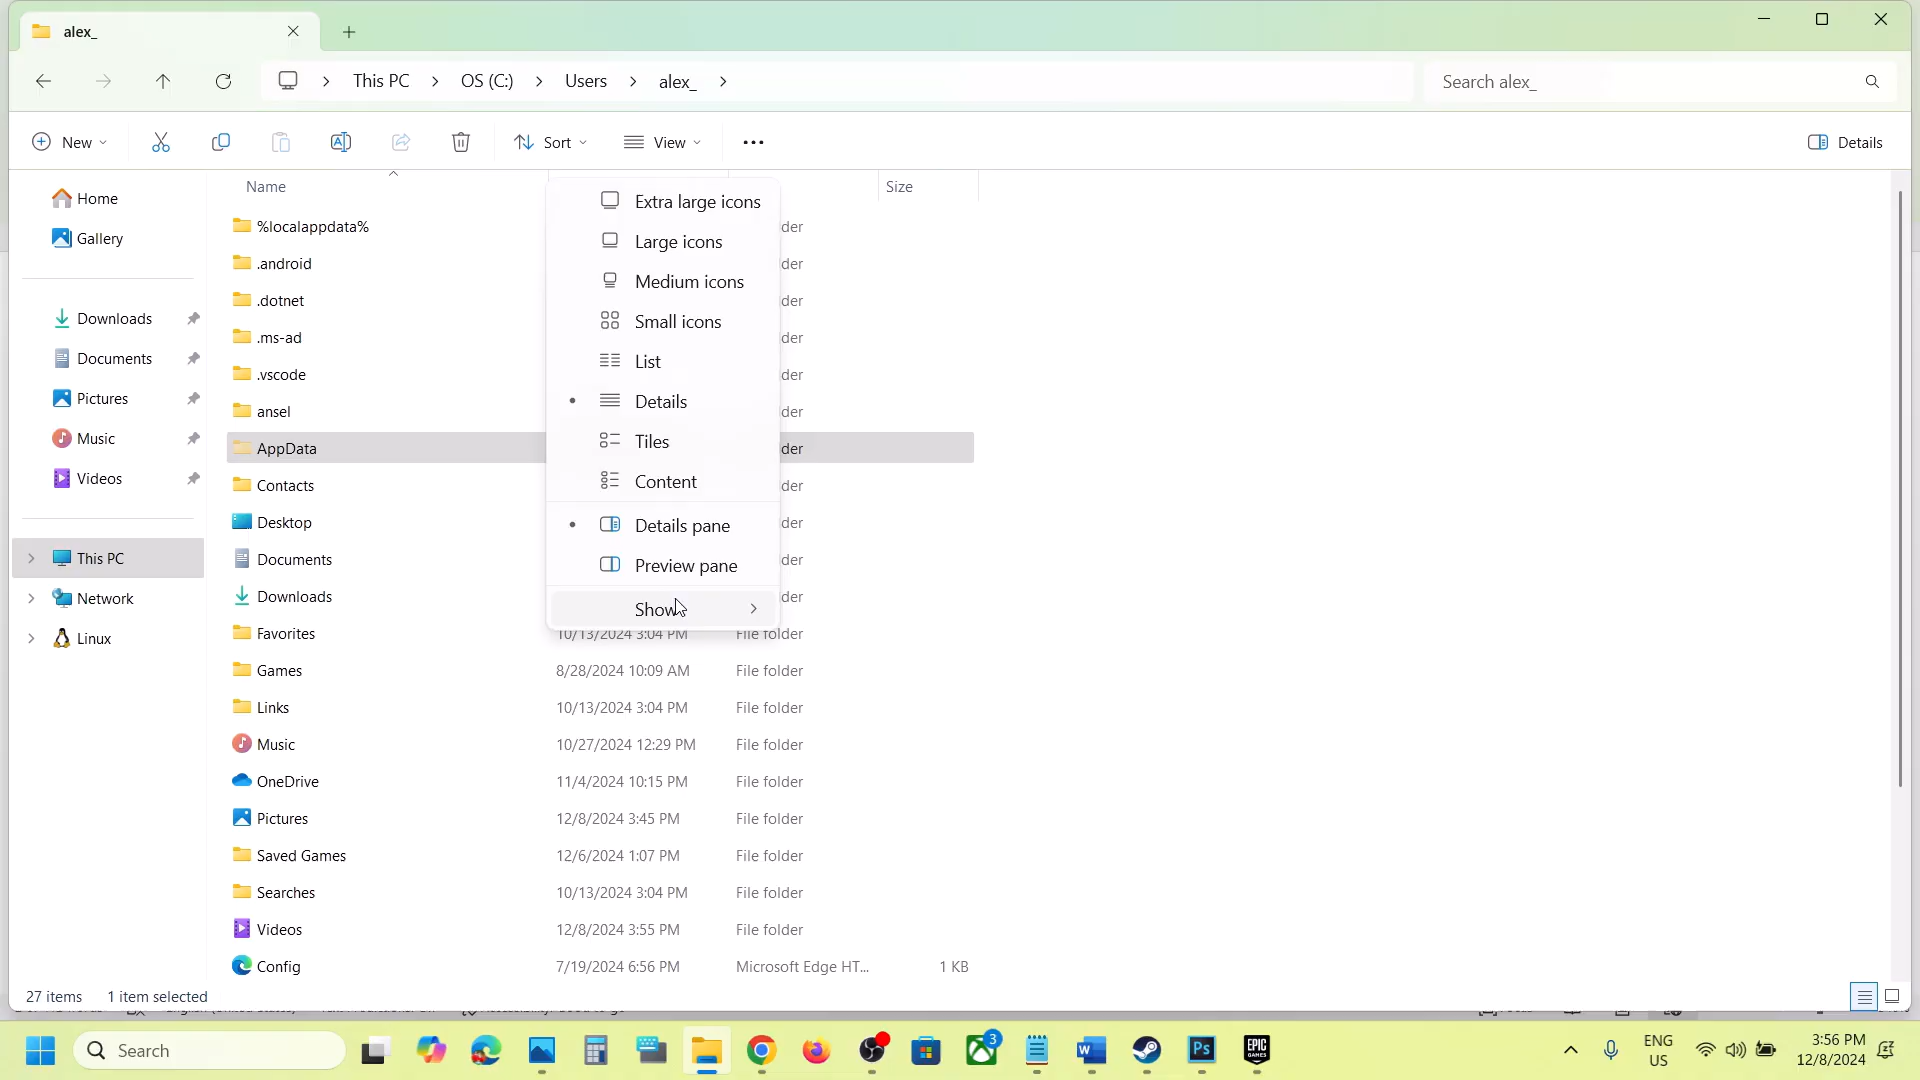 alex_
This PC
OS (C:)
Users
alex_
Search alex_
New
Sort
View
Details
Home
Gallery
Downloads
Documents
Pictures
Music
Videos
This PC
Network
Linux
Name
Size
%localappdata%
der
.android
der
.dotnet
der
.ms-ad
der
.vscode
der
ansel
der
AppData
der
Contacts
der
Desktop
der
Documents
der
Downloads
der
Favorites 10/13/2024 3:04 PM File folder
Games 8/28/2024 10:09 AM File folder
Links 10/13/2024 3:04 PM File folder
Music 10/27/2024 12:29 PM File folder
OneDrive 11/4/2024 10:15 PM File folder
Pictures 12/8/2024 3:45 PM File folder
Saved Games 12/6/2024 1:07 PM File folder
Searches 10/13/2024 3:04 PM File folder
Videos 12/8/2024 3:55 PM File folder
Config 7/19/2024 6:56 PM Microsoft Edge HT... 1 KB
Extra large icons
Large icons
Medium icons
Small icons
List
Details
Tiles
Content
Details pane
Preview pane
Show
27 items 1 item selected
Search
Ps
EPIC
GAMES
3
ENG
US
3:56 PM
12/8/2024